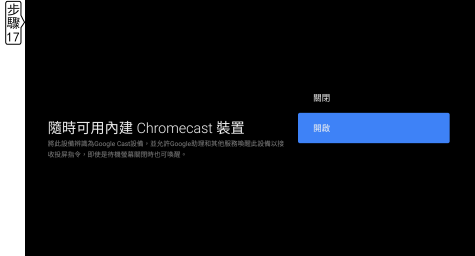 步驟17
關閉
隨時可用內建 Chromecast 裝置
開啟
將此設備辨識為Google Cast設備，並允許Google助理和其他服務喚醒此設備以接
收投屏指令，即使是待機螢幕關閉時也可喚醒。